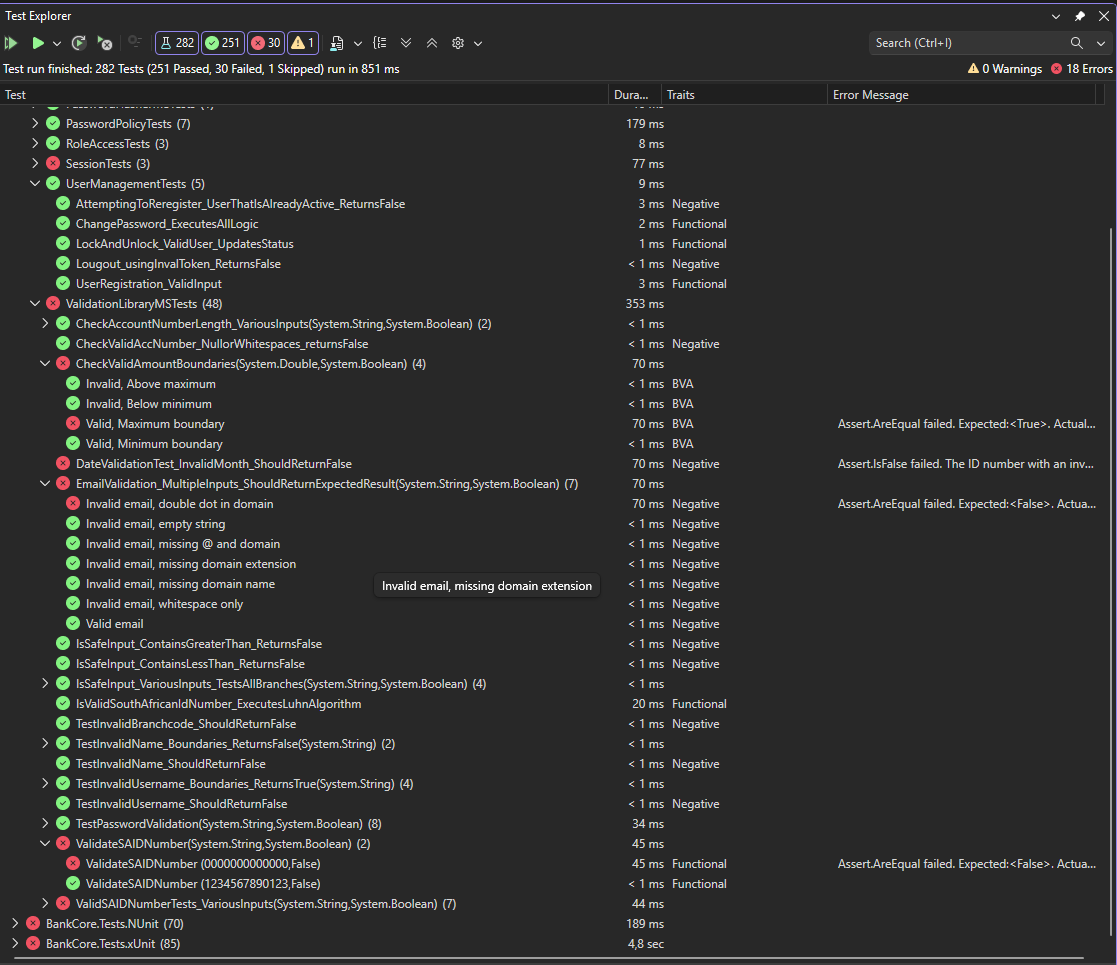 Test Explorer
282 251 30 1 Search (Ctrl+I)
Test run finished: 282 Tests (251 Passed, 30 Failed, 1 Skipped) run in 851 ms 0 Warnings 18 Errors
Test Dura... Traits Error Message
PasswordPolicyTests (7) 179 ms
RoleAccessTests (3) 8 ms
SessionTests (3) 77 ms
UserManagementTests (5) 9 ms
AttemptingToReregister_UserThatIsAlreadyActive_ReturnsFalse 3 ms Negative
ChangePassword_ExecutesAllLogic 2 ms Functional
LockAndUnlock_ValidUser_UpdatesStatus 1 ms Functional
Lougout_usingInvalToken_ReturnsFalse < 1 ms Negative
UserRegistration_ValidInput 3 ms Functional
ValidationLibraryMSTests (48) 353 ms
CheckAccountNumberLength_VariousInputs(System.String,System.Boolean) (2) < 1 ms
CheckValidAccNumber_NullorWhitespaces_returnsFalse < 1 ms Negative
CheckValidAmountBoundaries(System.Double,System.Boolean) (4) 70 ms
Invalid, Above maximum < 1 ms BVA
Invalid, Below minimum < 1 ms BVA
Valid, Maximum boundary 70 ms BVA Assert.AreEqual failed. Expected:<True>. Actual...
Valid, Minimum boundary < 1 ms BVA
DateValidationTest_InvalidMonth_ShouldReturnFalse 70 ms Negative Assert.IsFalse failed. The ID number with an inv...
EmailValidation_MultipleInputs_ShouldReturnExpectedResult(System.String,System.Boolean) (7) 70 ms
Invalid email, double dot in domain 70 ms Negative Assert.AreEqual failed. Expected:<False>. Actua...
Invalid email, empty string < 1 ms Negative
Invalid email, missing @ and domain < 1 ms Negative
Invalid email, missing domain extension < 1 ms Negative
Invalid email, missing domain name < 1 ms Negative
Invalid email, missing domain extension
Invalid email, whitespace only < 1 ms Negative
Valid email < 1 ms Negative
IsSafeInput_ContainsGreaterThan_ReturnsFalse < 1 ms Negative
IsSafeInput_ContainsLessThan_ReturnsFalse < 1 ms Negative
IsSafeInput_VariousInputs_TestsAllBranches(System.String,System.Boolean) (4) < 1 ms
IsValidSouthAfricanIdNumber_ExecutesLuhnAlgorithm 20 ms Functional
TestInvalidBranchcode_ShouldReturnFalse < 1 ms Negative
TestInvalidName_Boundaries_ReturnsFalse(System.String) (2) < 1 ms
TestInvalidName_ShouldReturnFalse < 1 ms Negative
TestInvalidUsername_Boundaries_ReturnsTrue(System.String) (4) < 1 ms
TestInvalidUsername_ShouldReturnFalse < 1 ms Negative
TestPasswordValidation(System.String,System.Boolean) (8) 34 ms
ValidateSAIDNumber(System.String,System.Boolean) (2) 45 ms
ValidateSAIDNumber (0000000000000,False) 45 ms Functional Assert.AreEqual failed. Expected:<False>. Actua...
ValidateSAIDNumber (1234567890123,False) < 1 ms Functional
ValidSAIDNumberTests_VariousInputs(System.String,System.Boolean) (7) 44 ms
BankCore.Tests.NUnit (70) 189 ms
BankCore.Tests.xUnit (85) 4,8 sec